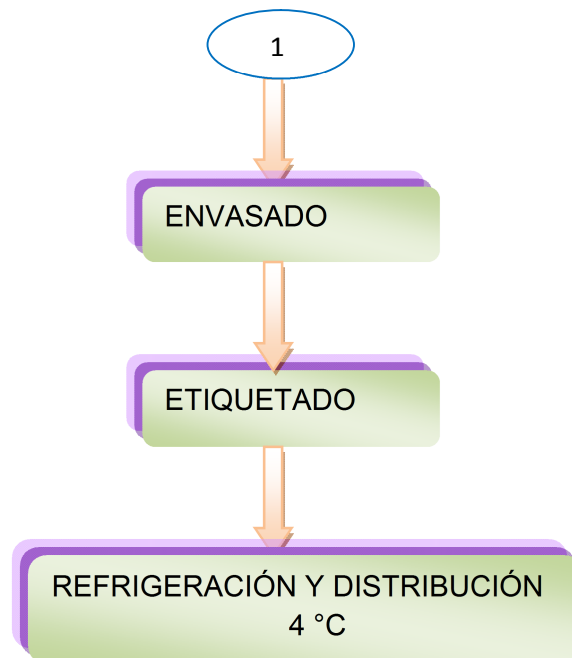 1
ENVASADO
ETIQUETADO
REFRIGERACIÓN Y DISTRIBUCIÓN
4 °C